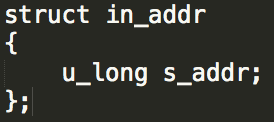 struct in_addr
{
    u_long s_addr;
};